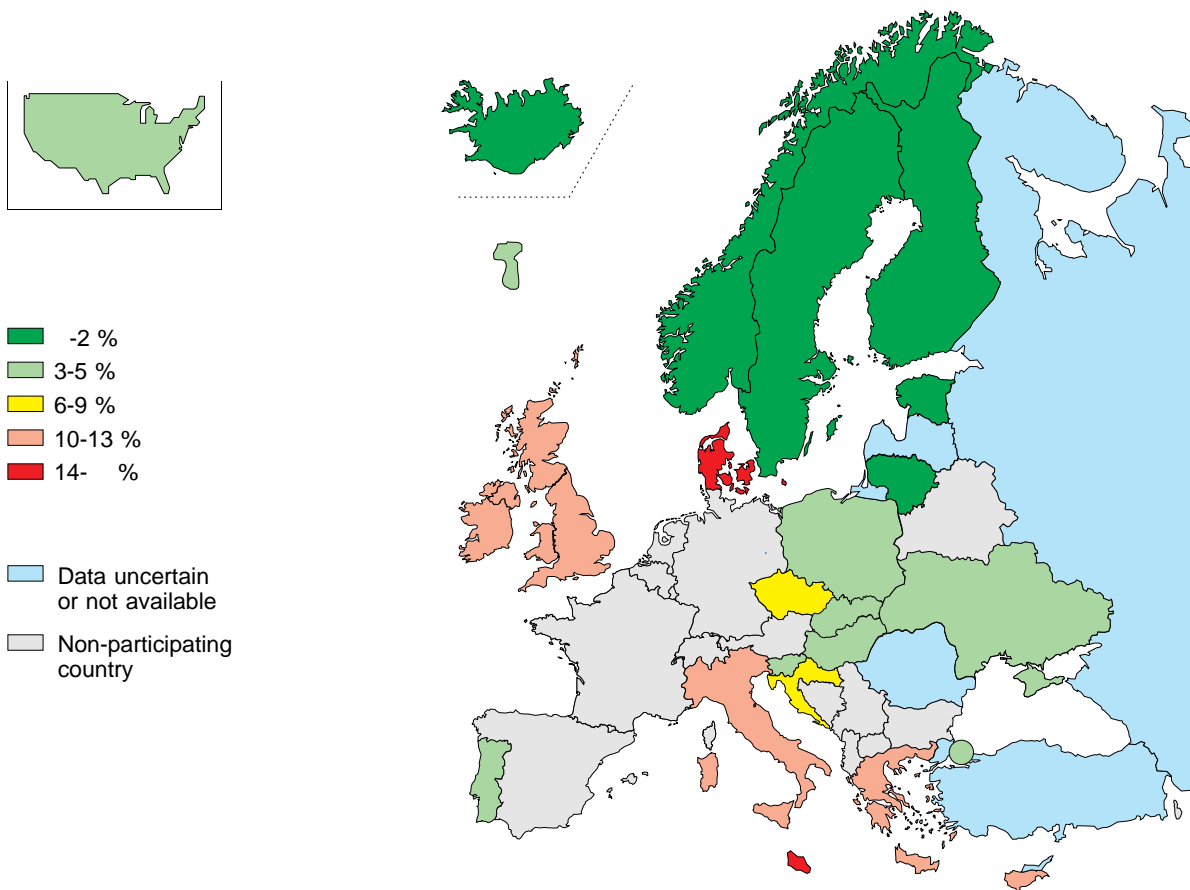 -2 %
3-5 %
6-9 %
10-13 %
14- %
Data uncertain
or not available
Non-participating
country